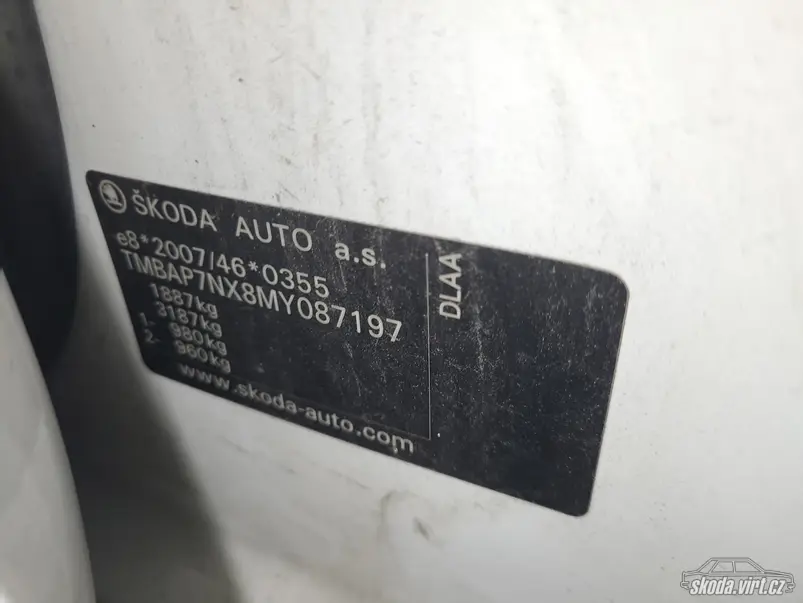 ŠKODA AUTO a.s.
e8*2007/46*0355
TMBAP7NX8MY087197
1887kg
3187kg
1- 980kg
2- 960kg
www.skoda-auto.com
DLAA
skoda.virt.cz